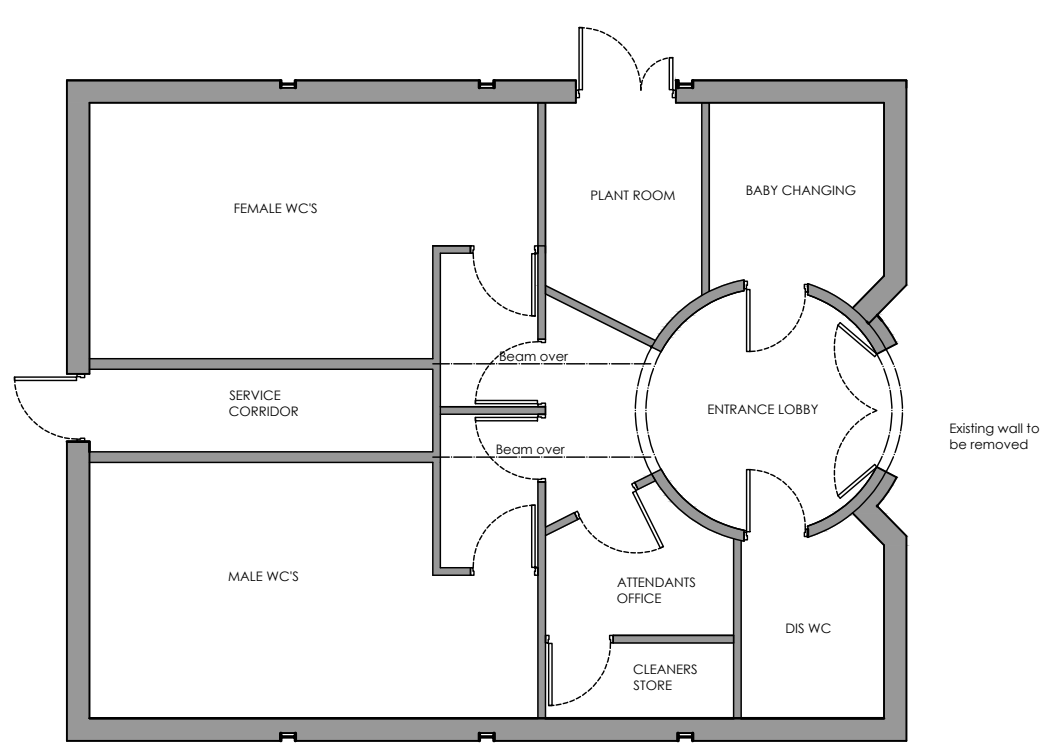 PLANT ROOM
BABY CHANGING
FEMALE WC'S
Beam over
SERVICE
CORRIDOR
ENTRANCE LOBBY
Existing wall to
be removed
Beam over
MALE WC'S
ATTENDANTS
OFFICE
DIS WC
CLEANERS
STORE